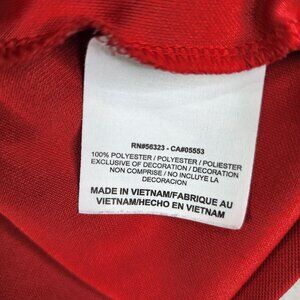 RN#56323 - CA#05553
100% POLYESTER / POLYESTER / POLIESTER
EXCLUSIVE OF DECORATION / DECORATION
NON COMPRISE / NO INCLUYE LA
DECORACION
MADE IN VIETNAM/FABRIQUE AU
VIETNAM/HECHO EN VIETNAM